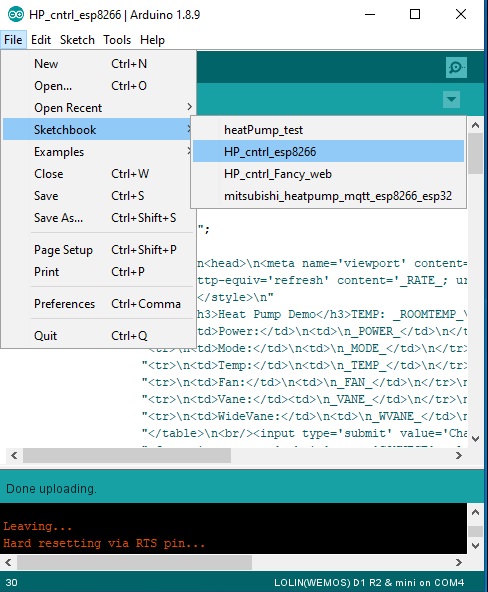 HP_cntrl_esp8266 | Arduino 1.8.9
File Edit Sketch Tools Help
New Ctrl+N
Open... Ctrl+O
Open Recent
Sketchbook
Examples
Close Ctrl+W
Save Ctrl+S
Save As... Ctrl+Shift+S
Page Setup Ctrl+Shift+P
Print Ctrl+P
Preferences Ctrl+Comma
Quit Ctrl+Q
heatPump_test
HP_cntrl_esp8266
HP_cntrl_Fancy_web
mitsubishi_heatpump_mqtt_esp8266_esp32
";
n<head>\n<meta name='viewport' content=
ttp-equiv='refresh' content='_RATE_; ur
</style>\n"
h3>Heat Pump Demo</h3>TEMP: _ROOMTEMP_\
td>Power:</td>\n<td>\n_POWER_</td>\n</t
"<tr>\n<td>Mode:</td>\n<td>\n_MODE_</td>\n</tr>
"<tr>\n<td>Temp:</td>\n<td>\n_TEMP_</td>\n</tr>
"<tr>\n<td>Fan:</td>\n<td>\n_FAN_</td>\n</tr>\n
"<tr>\n<td>Vane:</td><td>\n_VANE_</td>\n</tr>\n
"<tr>\n<td>WideVane:</td>\n<td>\n_WVANE_</td>\n
"</table>\n<br/><input type='submit' value='Cha
Done uploading.
Leaving...
Hard resetting via RTS pin...
30 LOLIN(WEMOS) D1 R2 & mini on COM4